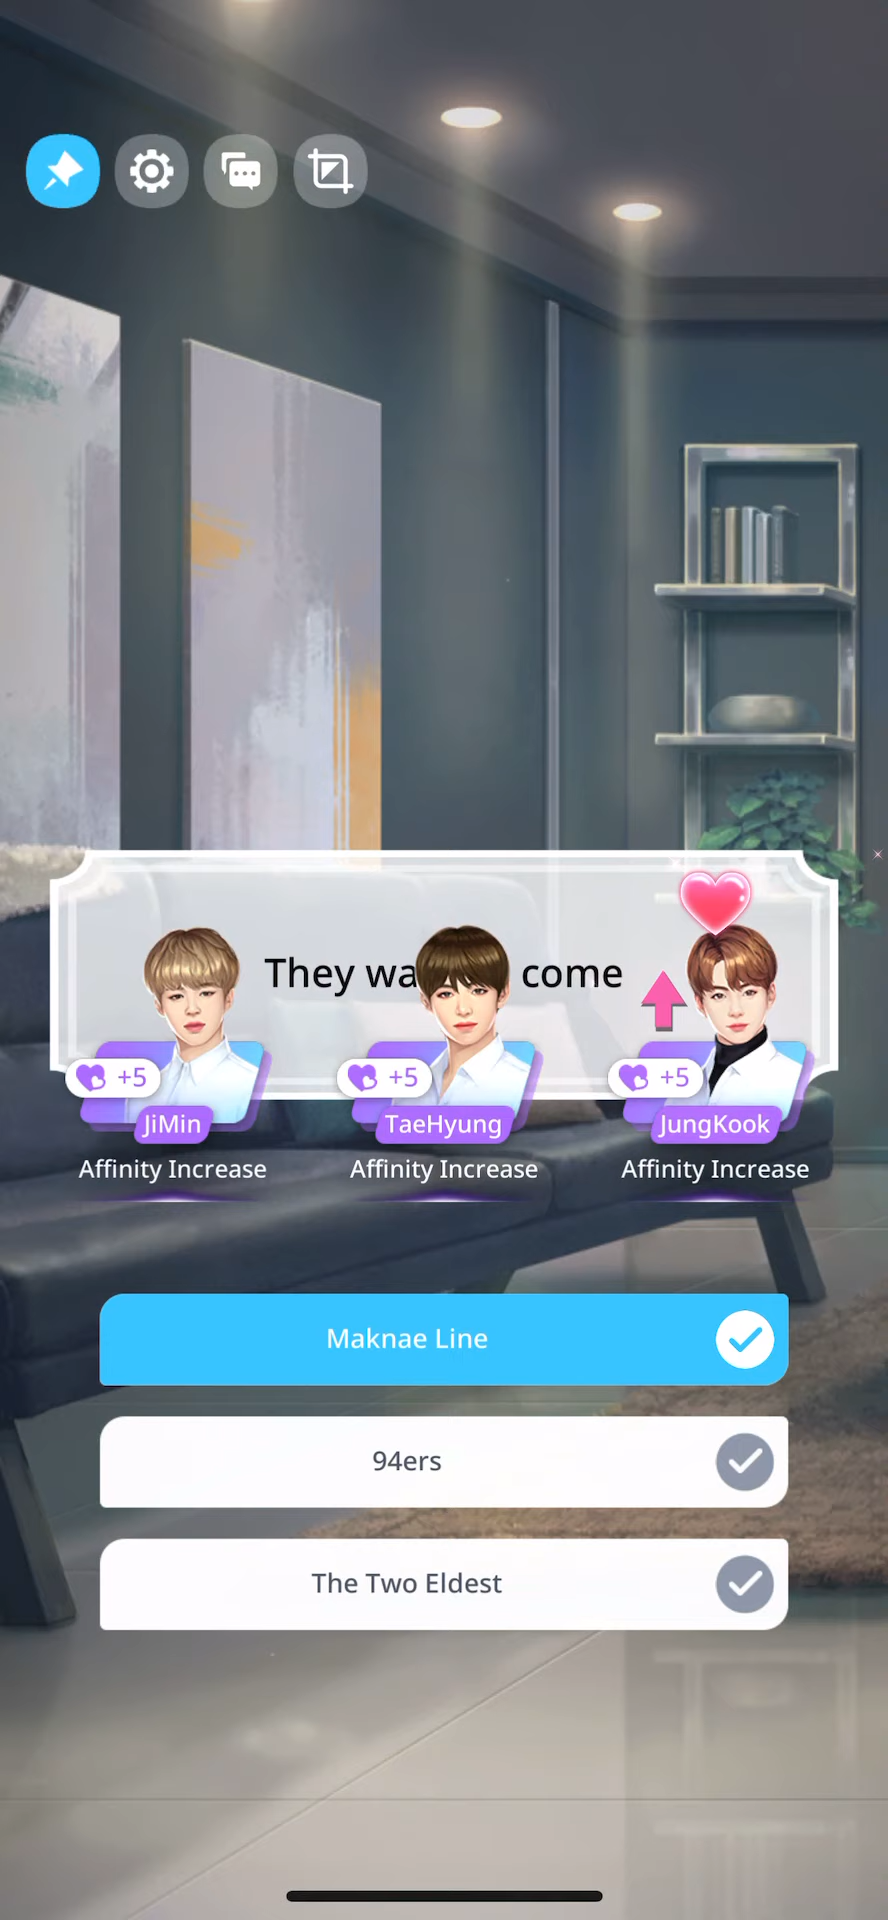 They wa come
+5
+5
+5
JiMin
TaeHyung
JungKook
Affinity Increase
Affinity Increase
Affinity Increase
Maknae Line
94ers
The Two Eldest